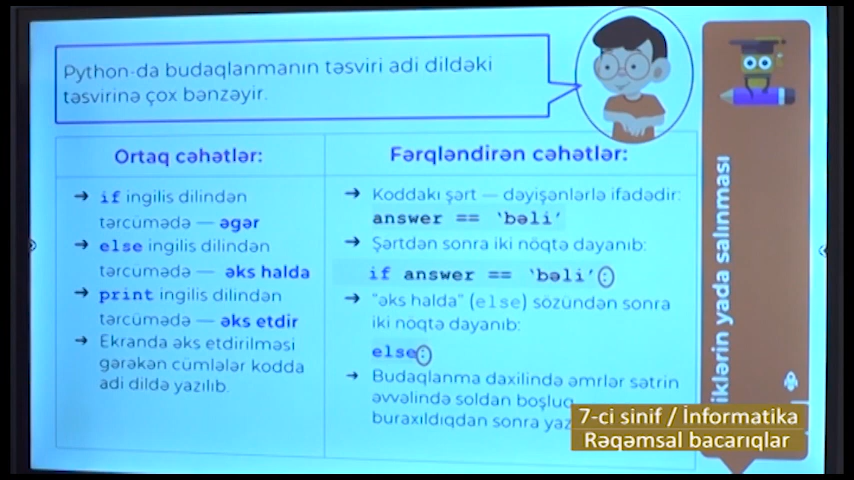 Python-da budaqlanmanın təsviri adi dildəki
təsvirinə çox bənzəyir.
Ortaq cəhətlər:
→ if ingilis dilindən
tərcümədə — əgər
→ else ingilis dilindən
tərcümədə — əks halda
→ print ingilis dilindən
tərcümədə — əks etdir
→ Ekranda əks etdirilməsi
gərəkən cümlələr kodda
adi dildə yazılıb.
Fərqləndirən cəhətlər:
→ Koddakı şərt — dəyişənlərlə ifadədir:
answer == ‘bəli’
→ Şərtdən sonra iki nöqtə dayanıb:
if answer == ‘bəli’:
→ “əks halda” (else) sözündən sonra
iki nöqtə dayanıb:
else:
→ Budaqlanma daxilində əmrlər sətrin
əvvəlində soldan boşluq
buraxıldıqdan sonra
yada salınması
7-ci sinif / İnformatika
Rəqəmsal bacarıqlar